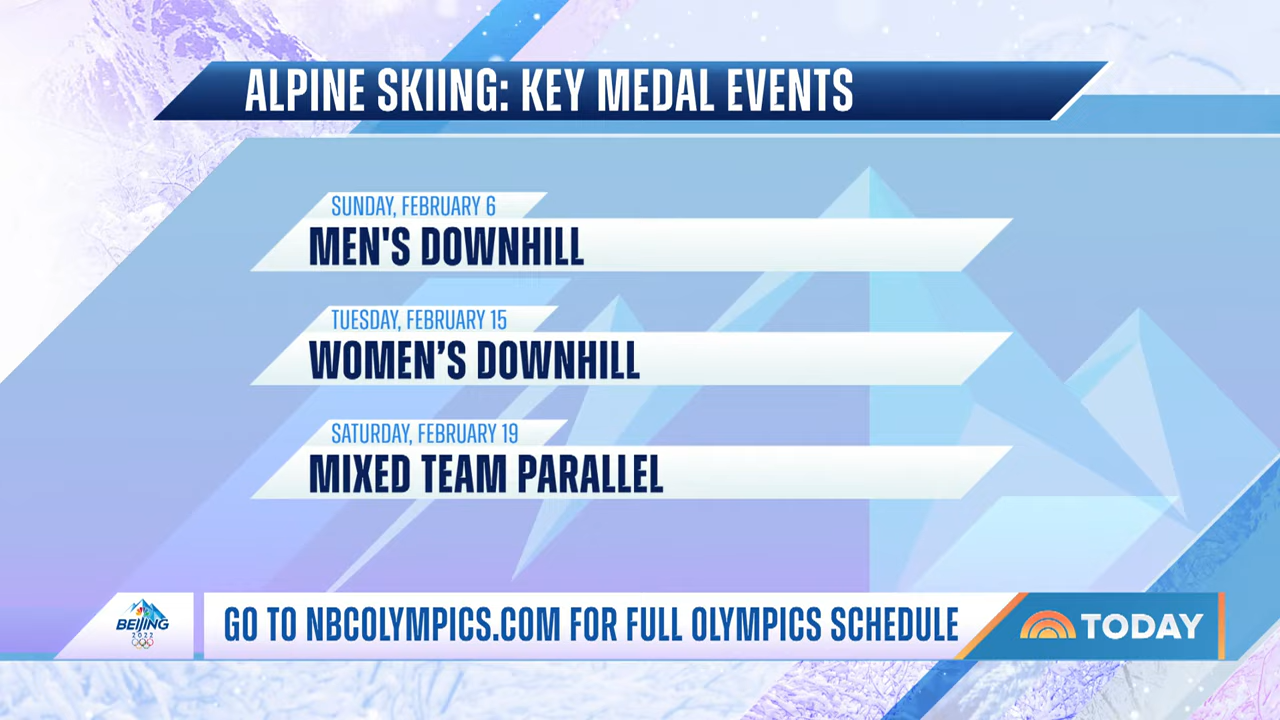 ALPINE SKIING: KEY MEDAL EVENTS
SUNDAY, FEBRUARY 6
MEN'S DOWNHILL
TUESDAY, FEBRUARY 15
WOMEN’S DOWNHILL
SATURDAY, FEBRUARY 19
MIXED TEAM PARALLEL
BEIJING
2022
GO TO NBCOLYMPICS.COM FOR FULL OLYMPICS SCHEDULE
TODAY